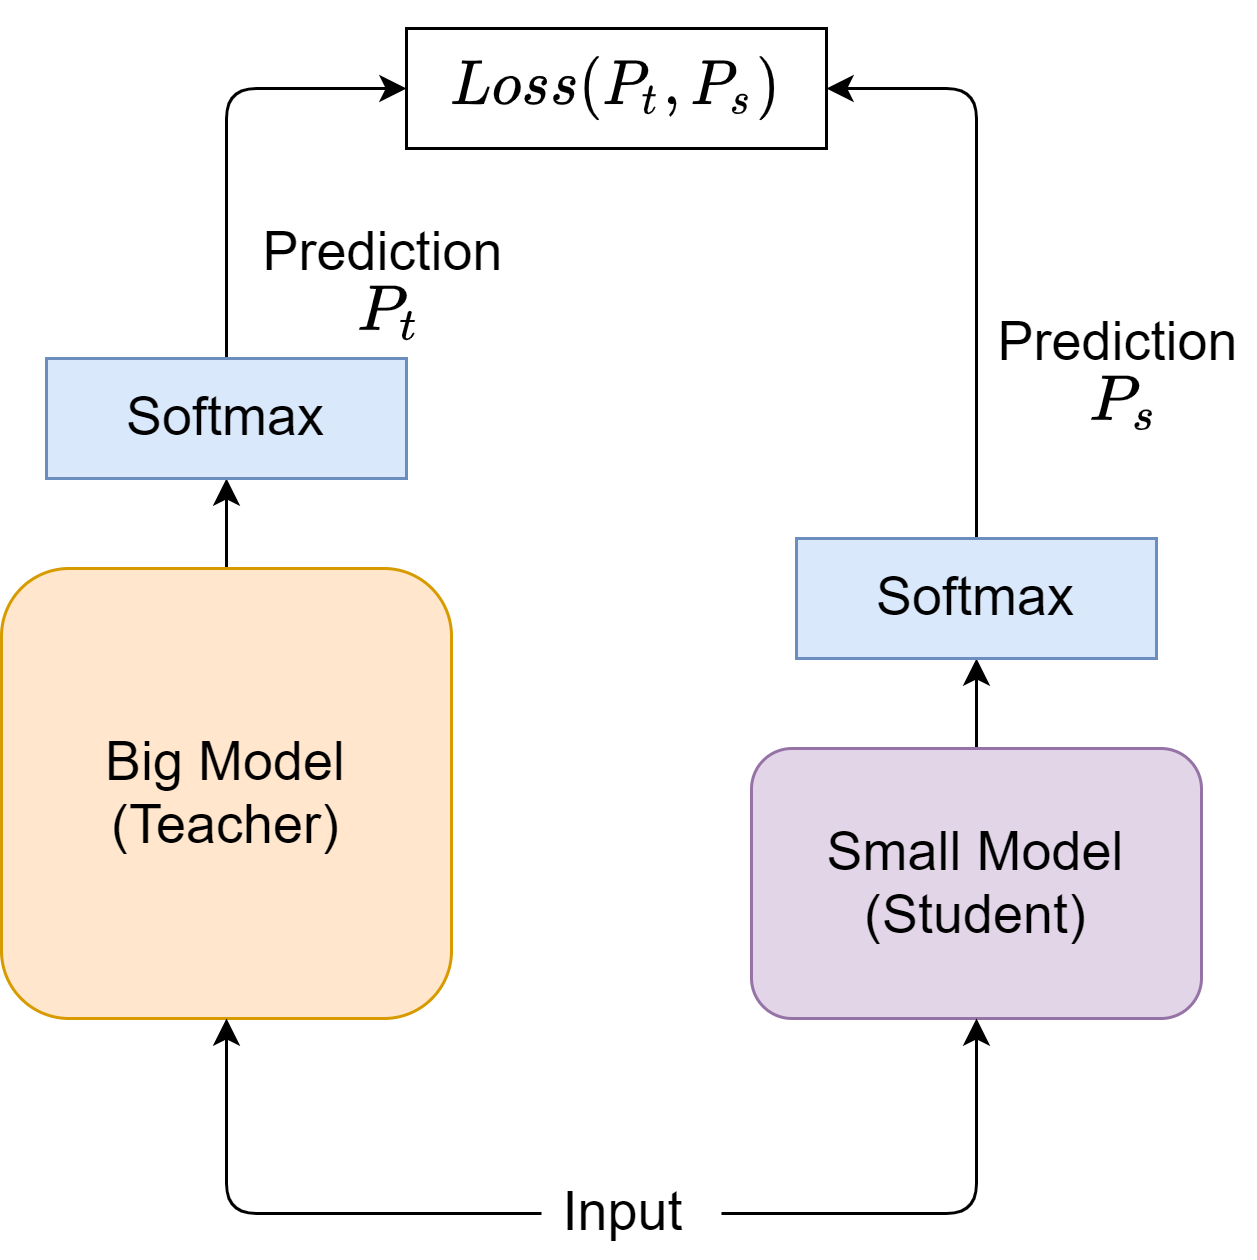 Loss(P_t, P_s)
Prediction
P_t
Prediction
P_s
Softmax
Softmax
Big Model
(Teacher)
Small Model
(Student)
Input